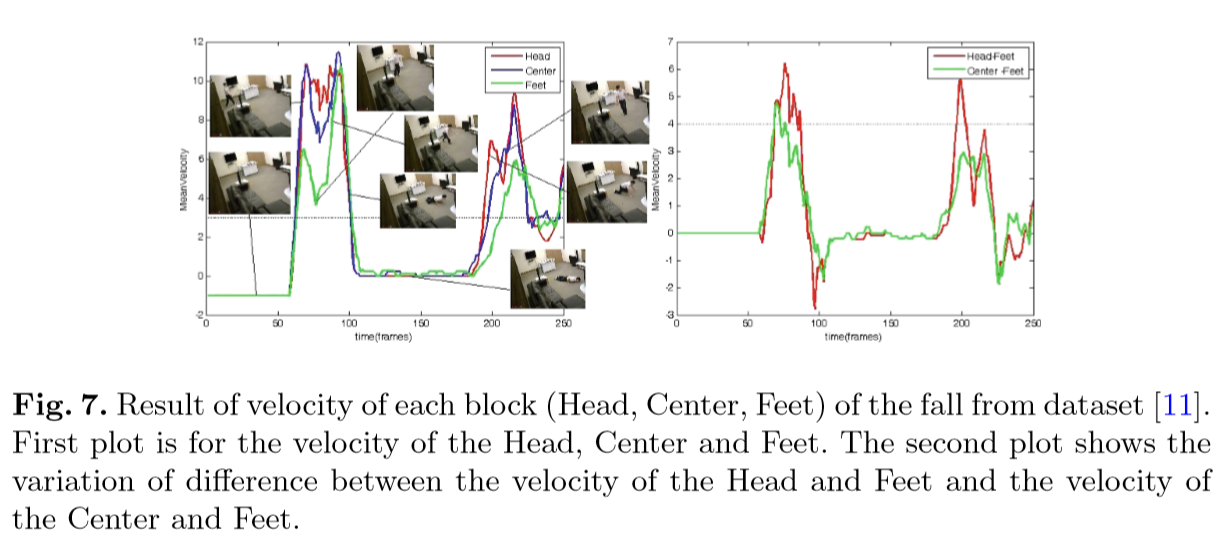 12
10
8
6
4
2
0
-2
MeanVelocity
0
50
100
150
200
250
time(frames)
Head
Center
Feet
7
6
5
4
3
2
1
0
-1
-2
-3
MeanVelocity
0
50
100
150
200
250
time(frames)
Head-Feet
Center -Feet
Fig. 7. Result of velocity of each block (Head, Center, Feet) of the fall from dataset [11].
First plot is for the velocity of the Head, Center and Feet. The second plot shows the
variation of difference between the velocity of the Head and Feet and the velocity of
the Center and Feet.